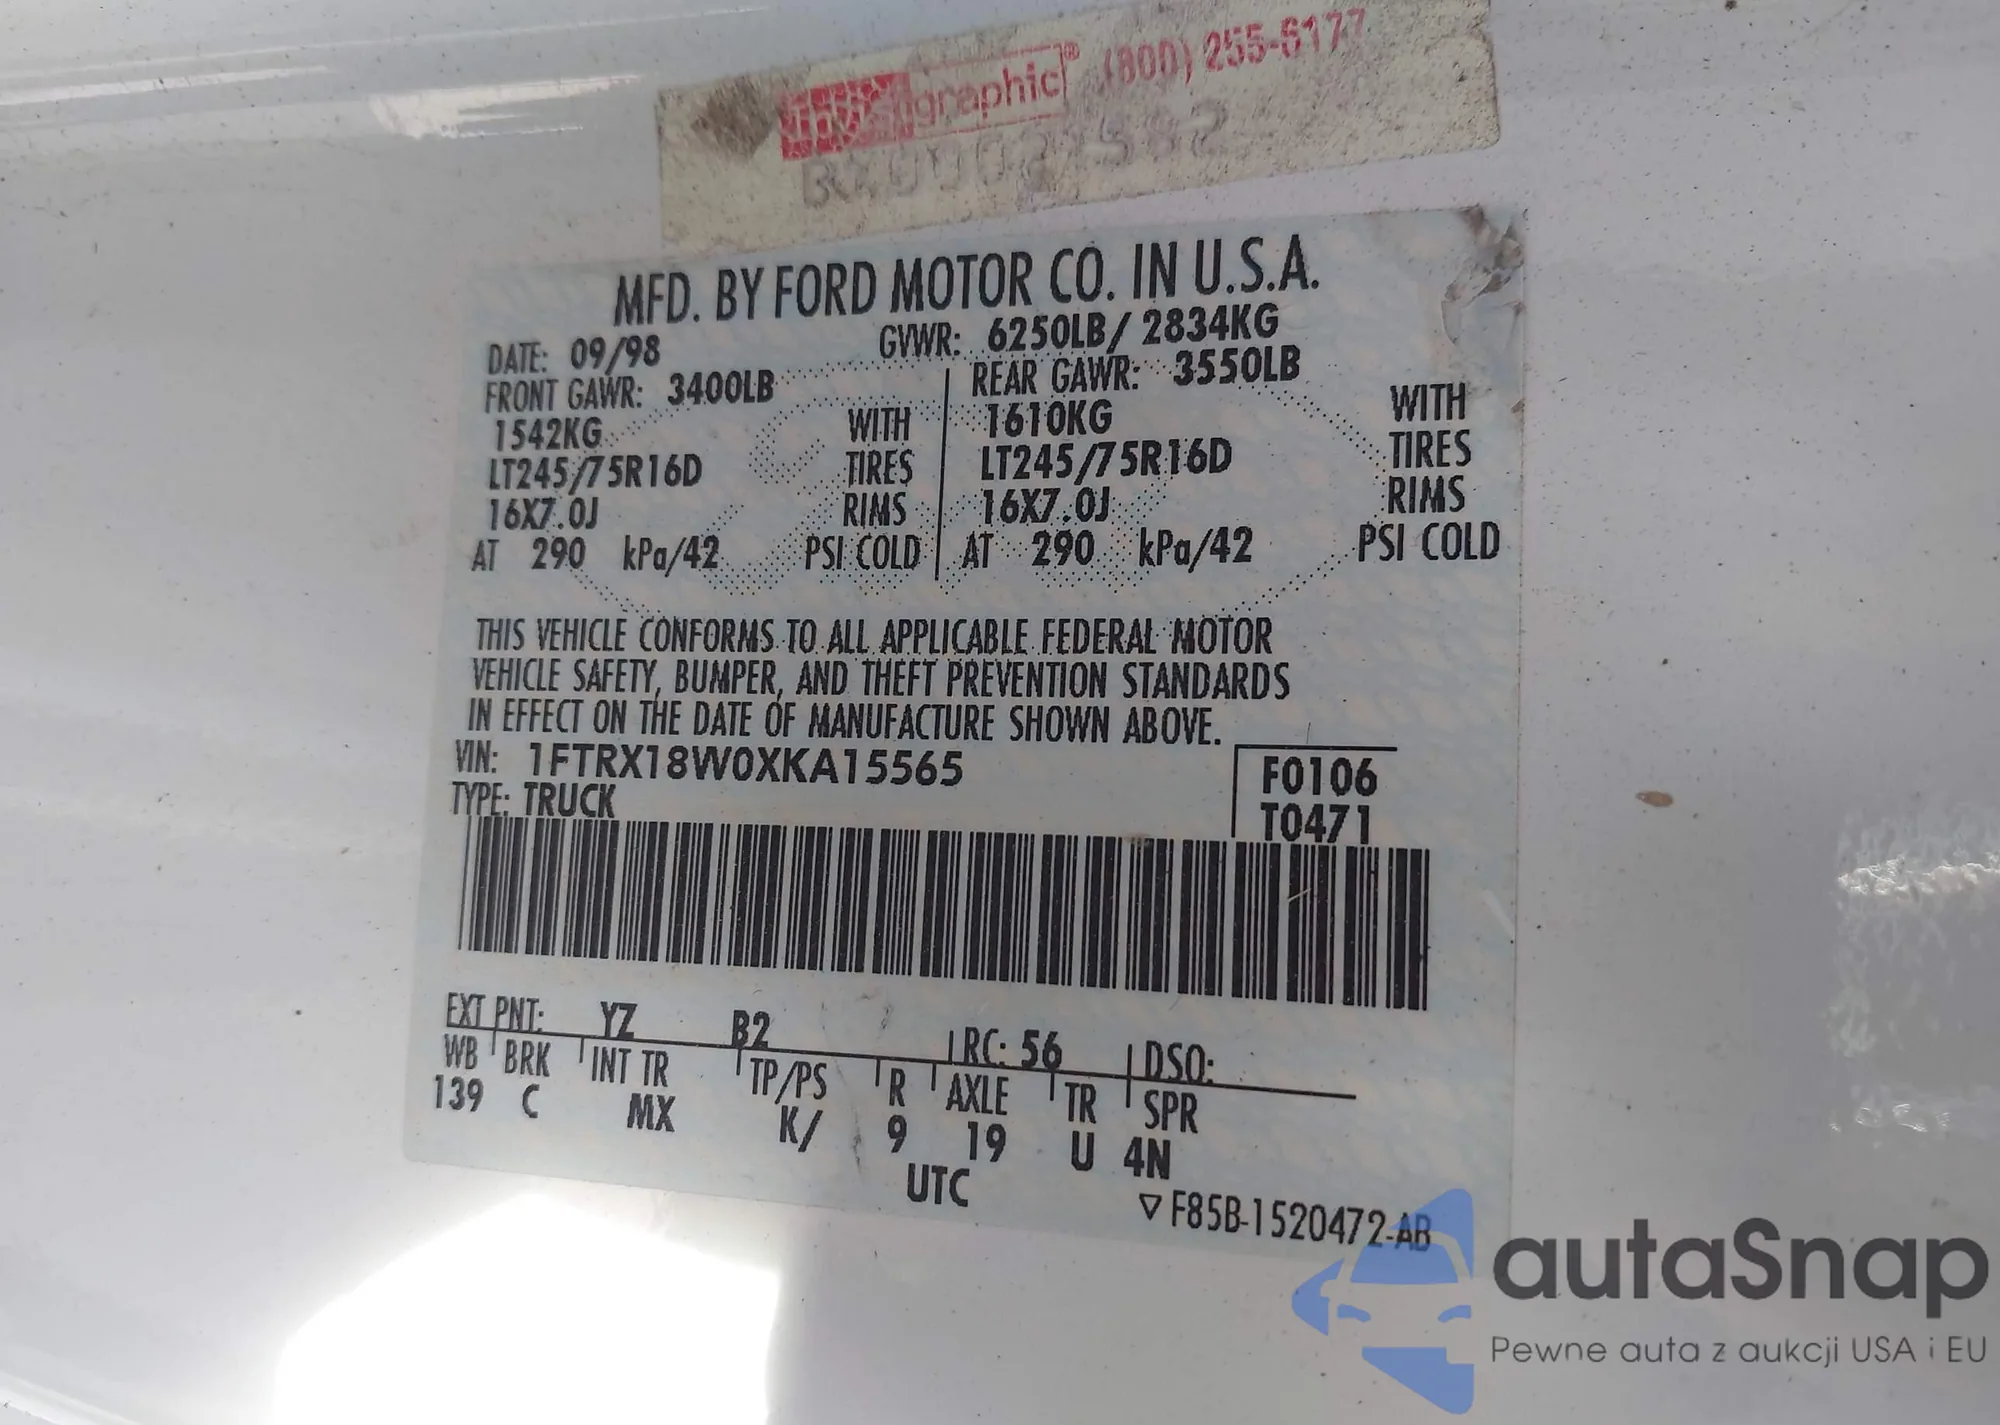 graphic® (800) 255-6177
MFD. BY FORD MOTOR CO. IN U.S.A.
DATE: 09/98 GVWR: 6250LB/ 2834KG
FRONT GAWR: 3400LB REAR GAWR: 3550LB
1542KG WITH 1610KG WITH
LT245/75R16D TIRES LT245/75R16D TIRES
16X7.0J RIMS 16X7.0J RIMS
AT 290 kPa/42 PSI COLD AT 290 kPa/42 PSI COLD
THIS VEHICLE CONFORMS TO ALL APPLICABLE FEDERAL MOTOR
VEHICLE SAFETY, BUMPER, AND THEFT PREVENTION STANDARDS
IN EFFECT ON THE DATE OF MANUFACTURE SHOWN ABOVE.
VIN: 1FTRX18W0XKA15565 F0106
TYPE: TRUCK T0471
EXT PNT: YZ B2 RC: 56 DSO:
WB BRK INT TR TP/PS R AXLE TR SPR
139 C MX K/ 9 19 U 4N
UTC
▽F85B-1520472-AB
autaSnap
Pewne auta z aukcji USA i EU